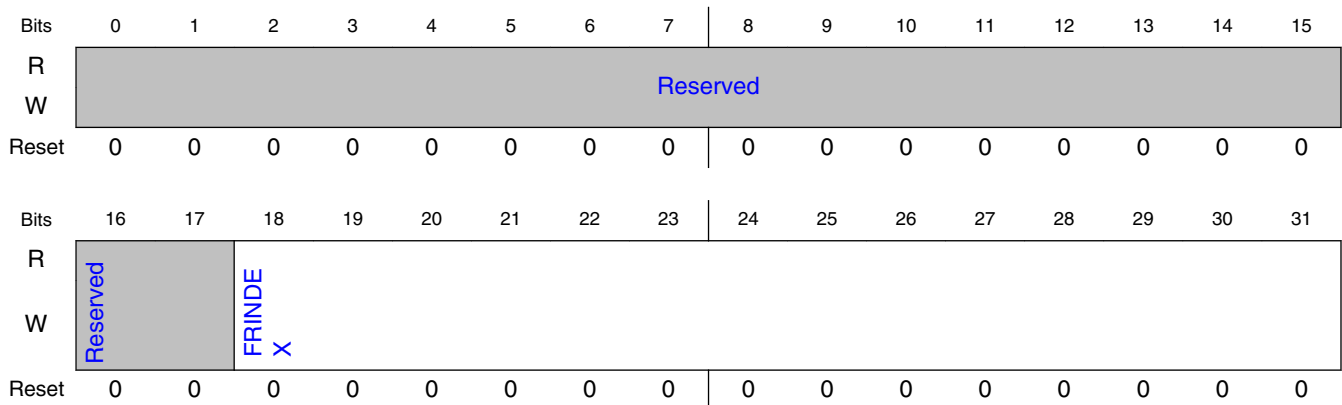 Bits 0 1 2 3 4 5 6 7 8 9 10 11 12 13 14 15
R
Reserved
W
Reset 0 0 0 0 0 0 0 0 0 0 0 0 0 0 0 0
Bits 16 17 18 19 20 21 22 23 24 25 26 27 28 29 30 31
R
W
Reserved
FRINDE
X
Reset 0 0 0 0 0 0 0 0 0 0 0 0 0 0 0 0